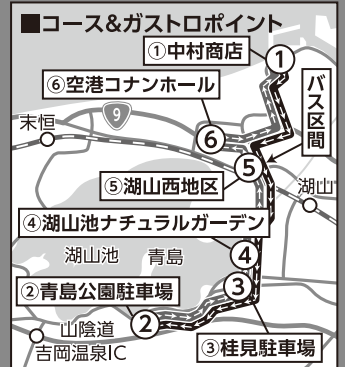 ■コース&ガストロポイント
①中村商店
1
⑥空港コナンホール
9
バス区間
末恒
6
5
⑤湖山西地区
湖山
④湖山池ナチュラルガーデン
湖山池
青島
4
②青島公園駐車場
3
山陰道
2
吉岡温泉IC
③桂見駐車場